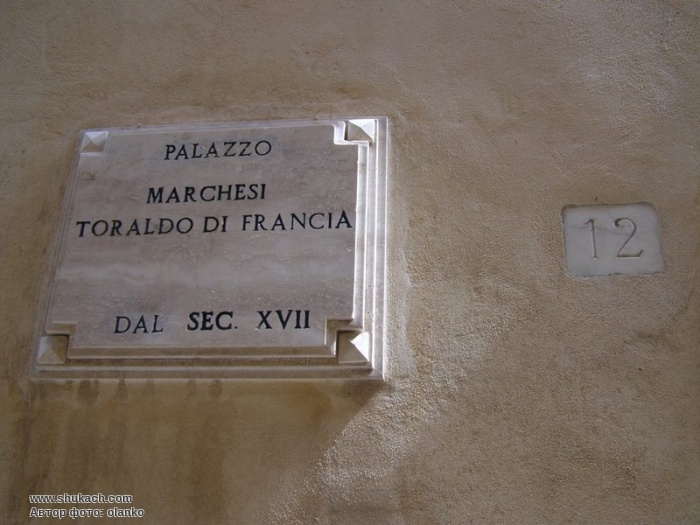 PALAZZO
MARCHESI
TORALDO DI FRANCIA
DAL SEC. XVII
12
www.shukach.com
Автор фото: olanko